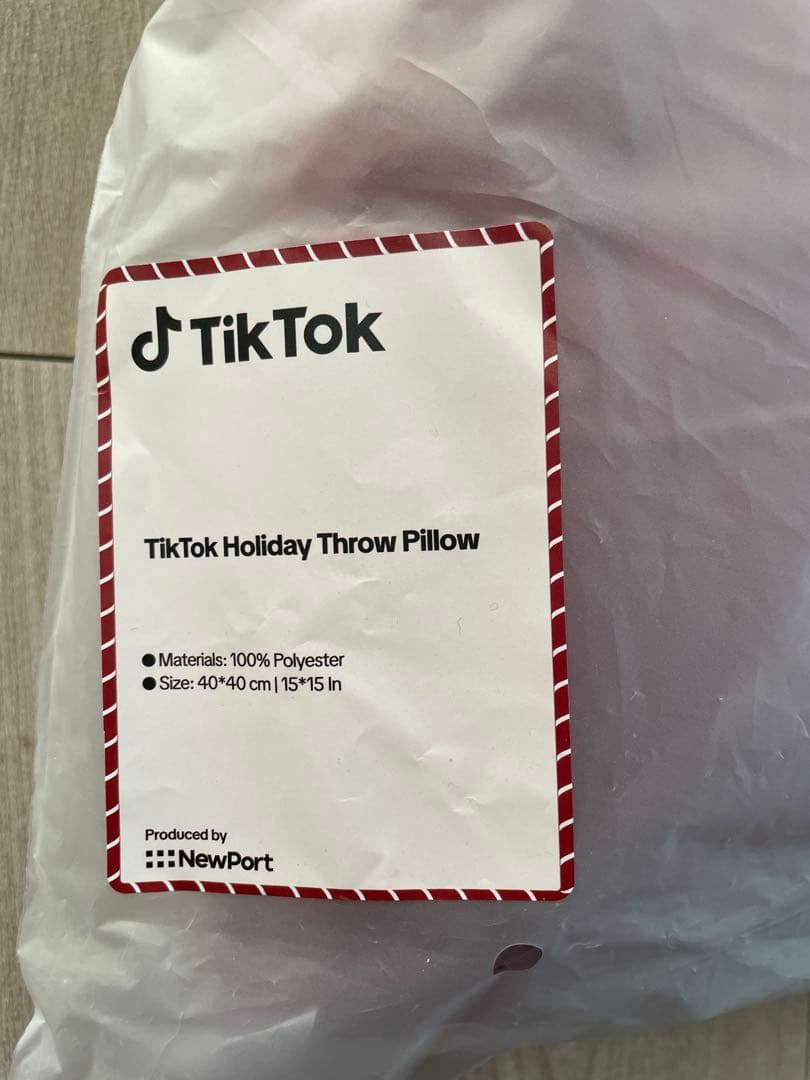 TikTok
TikTok Holiday Throw Pillow
● Materials: 100% Polyester
● Size: 40*40 cm | 15*15 In
Produced by
NewPort